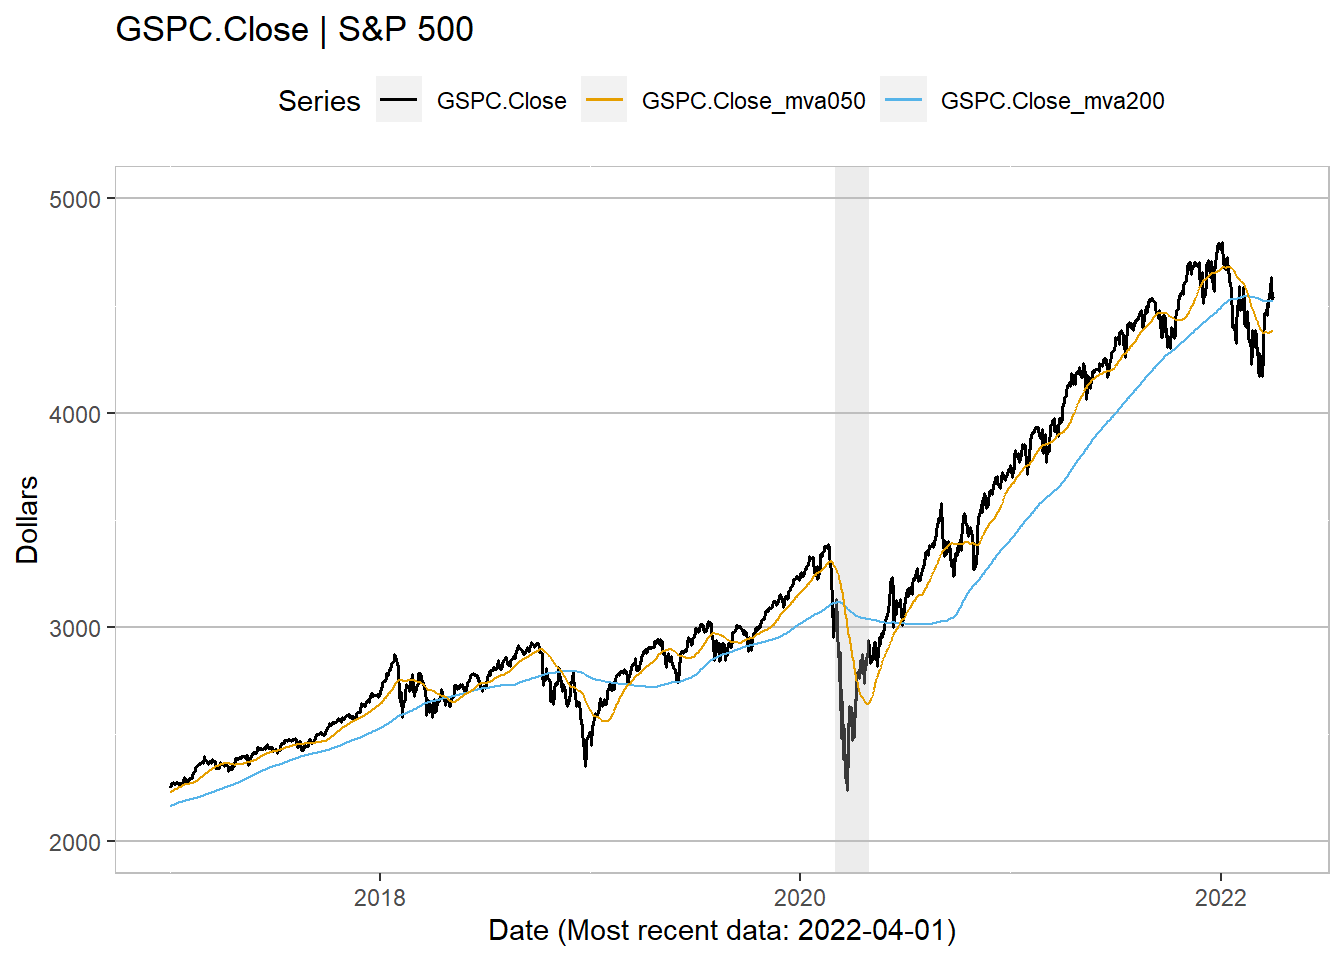 GSPC.Close | S&P 500
Series GSPC.Close GSPC.Close_mva050 GSPC.Close_mva200
5000
4000
3000
2000
Dollars
2018 2020 2022
Date (Most recent data: 2022-04-01)